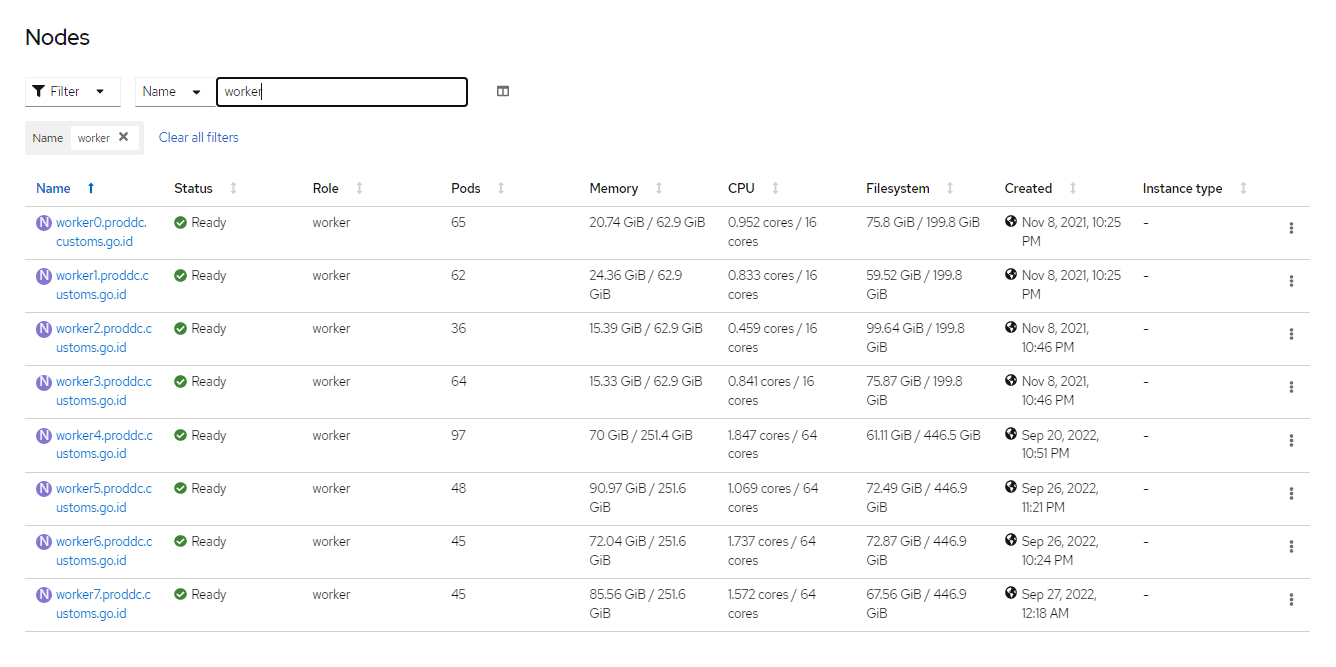 Nodes
Filter Name worker
Name worker Clear all filters
Name Status Role Pods Memory CPU Filesystem Created Instance type
N worker0.proddc. Ready worker 65 20.74 GiB / 62.9 GiB 0.952 cores / 16 75.8 GiB / 199.8 GiB Nov 8, 2021, 10:25 -
customs.go.id cores PM
N worker1.proddc.c Ready worker 62 24.36 GiB / 62.9 0.833 cores / 16 59.52 GiB / 199.8 Nov 8, 2021, 10:25 -
ustoms.go.id GiB cores GiB PM
N worker2.proddc.c Ready worker 36 15.39 GiB / 62.9 GiB 0.459 cores / 16 99.64 GiB / 199.8 Nov 8, 2021, -
ustoms.go.id cores GiB 10:46 PM
N worker3.proddc.c Ready worker 64 15.33 GiB / 62.9 GiB 0.841 cores / 16 75.87 GiB / 199.8 Nov 8, 2021, -
ustoms.go.id cores GiB 10:46 PM
N worker4.proddc.c Ready worker 97 70 GiB / 251.4 GiB 1.847 cores / 64 61.11 GiB / 446.5 GiB Sep 20, 2022, -
ustoms.go.id cores 10:51 PM
N worker5.proddc.c Ready worker 48 90.97 GiB / 251.6 1.069 cores / 64 72.49 GiB / 446.9 Sep 26, 2022, -
ustoms.go.id GiB cores GiB 11:21 PM
N worker6.proddc.c Ready worker 45 72.04 GiB / 251.6 1.737 cores / 64 72.87 GiB / 446.9 Sep 26, 2022, -
ustoms.go.id GiB cores GiB 10:24 PM
N worker7.proddc.c Ready worker 45 85.56 GiB / 251.6 1.572 cores / 64 67.56 GiB / 446.9 Sep 27, 2022, -
ustoms.go.id GiB cores GiB 12:18 AM